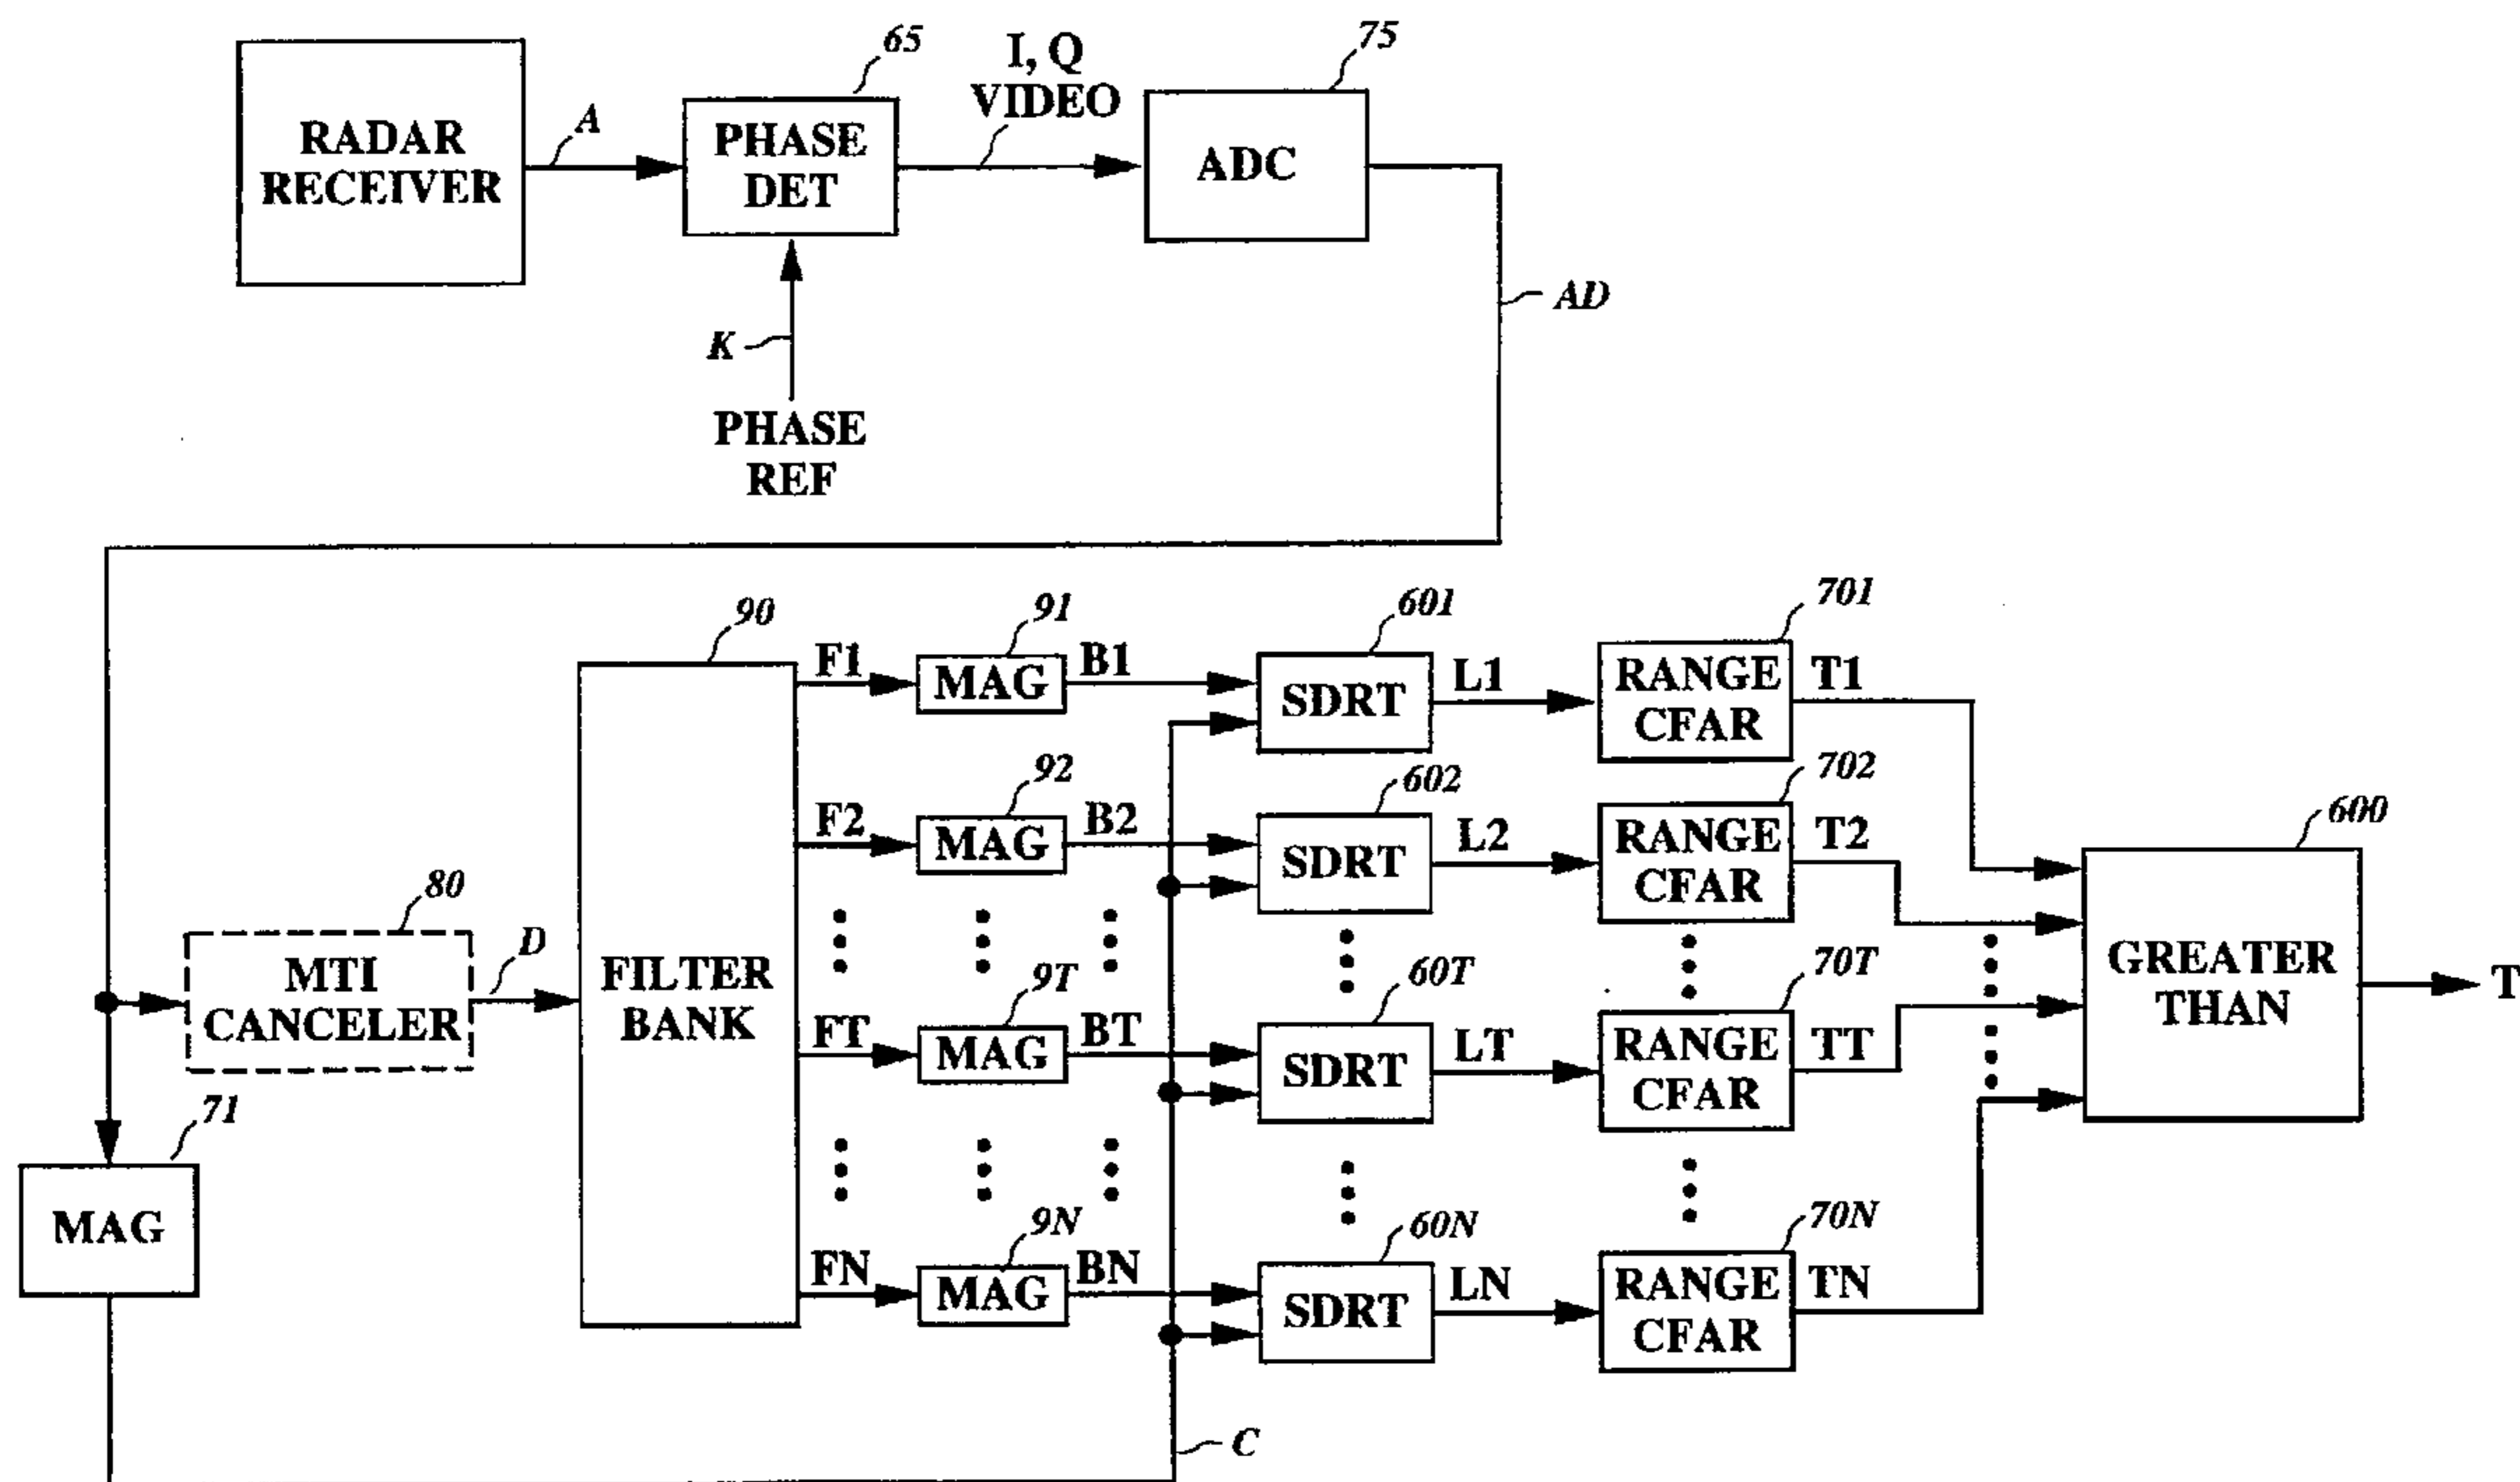 RADAR
RECEIVER
A
65
PHASE
DET
I, Q
VIDEO
75
ADC
AD
K
PHASE
REF
90
FILTER
BANK
80
MTI
CANCELER
D
71
MAG
F1
91
MAG
B1
601
SDRT
L1
701
RANGE
CFAR
T1
F2
92
MAG
B2
602
SDRT
L2
702
RANGE
CFAR
T2
FT
9T
MAG
BT
60T
SDRT
LT
70T
RANGE
CFAR
TT
FN
9N
MAG
BN
60N
SDRT
LN
70N
RANGE
CFAR
TN
600
GREATER
THAN
T
C